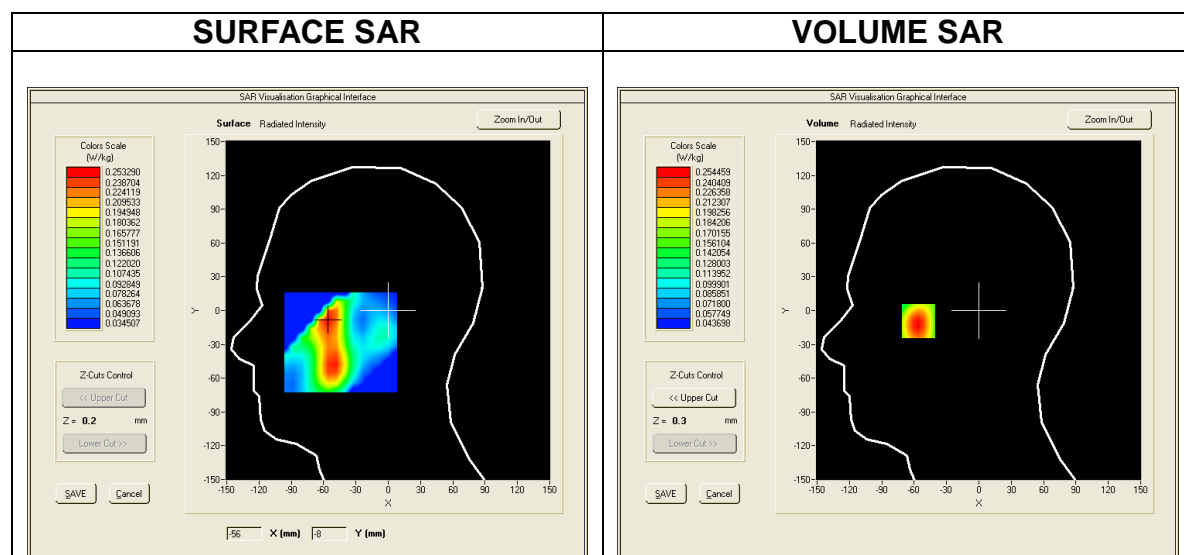 SURFACE SAR
VOLUME SAR
SAR Visualisation Graphical Interface
Surface Radiated Intensity
Zoom In/Out
Colors Scale
(W/kg)
0.253290
0.238704
0.224119
0.209533
0.194948
0.180362
0.165777
0.151191
0.136606
0.122020
0.107435
0.092849
0.078264
0.063678
0.049093
0.034507
Z-Cuts Control
<< Upper Cut
Z = 0.2 mm
Lower Cut >>
SAVE Cancel
150
120
90
60
30
0
-30
-60
-90
-120
-150
Y
-150 -120 -90 -60 -30 0 30 60 90 120 150
X
-56 X (mm) -8 Y (mm)
SAR Visualisation Graphical Interface
Volume Radiated Intensity
Zoom In/Out
Colors Scale
(W/kg)
0.254459
0.240409
0.226358
0.212307
0.198256
0.184206
0.170155
0.156104
0.142054
0.128003
0.113952
0.099901
0.085851
0.071800
0.057749
0.043698
Z-Cuts Control
<< Upper Cut
Z = 0.3 mm
Lower Cut >>
SAVE Cancel
150
120
90
60
30
0
-30
-60
-90
-120
-150
Y
-150 -120 -90 -60 -30 0 30 60 90 120 150
X